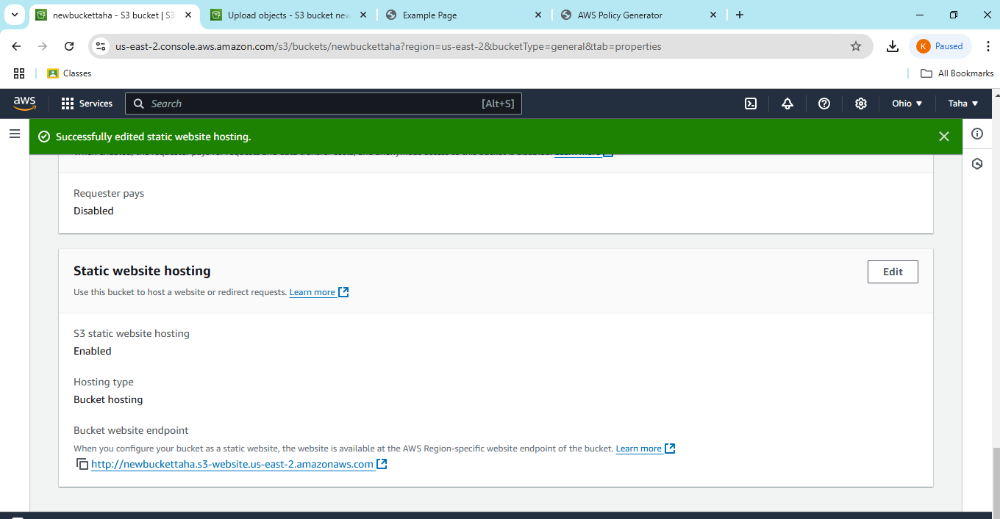 newbuckettaha - S3 bucket | S3
Upload objects - S3 bucket new
Example Page
AWS Policy Generator
us-east-2.console.aws.amazon.com/s3/buckets/newbuckettaha?region=us-east-2&bucketType=general&tab=properties
K Paused
Classes
All Bookmarks
aws
Services
Search
[Alt+S]
Ohio
Taha
Successfully edited static website hosting.
Requester pays
Disabled
Static website hosting
Edit
Use this bucket to host a website or redirect requests. Learn more
S3 static website hosting
Enabled
Hosting type
Bucket hosting
Bucket website endpoint
When you configure your bucket as a static website, the website is available at the AWS Region-specific website endpoint of the bucket. Learn more
http://newbuckettaha.s3-website.us-east-2.amazonaws.com